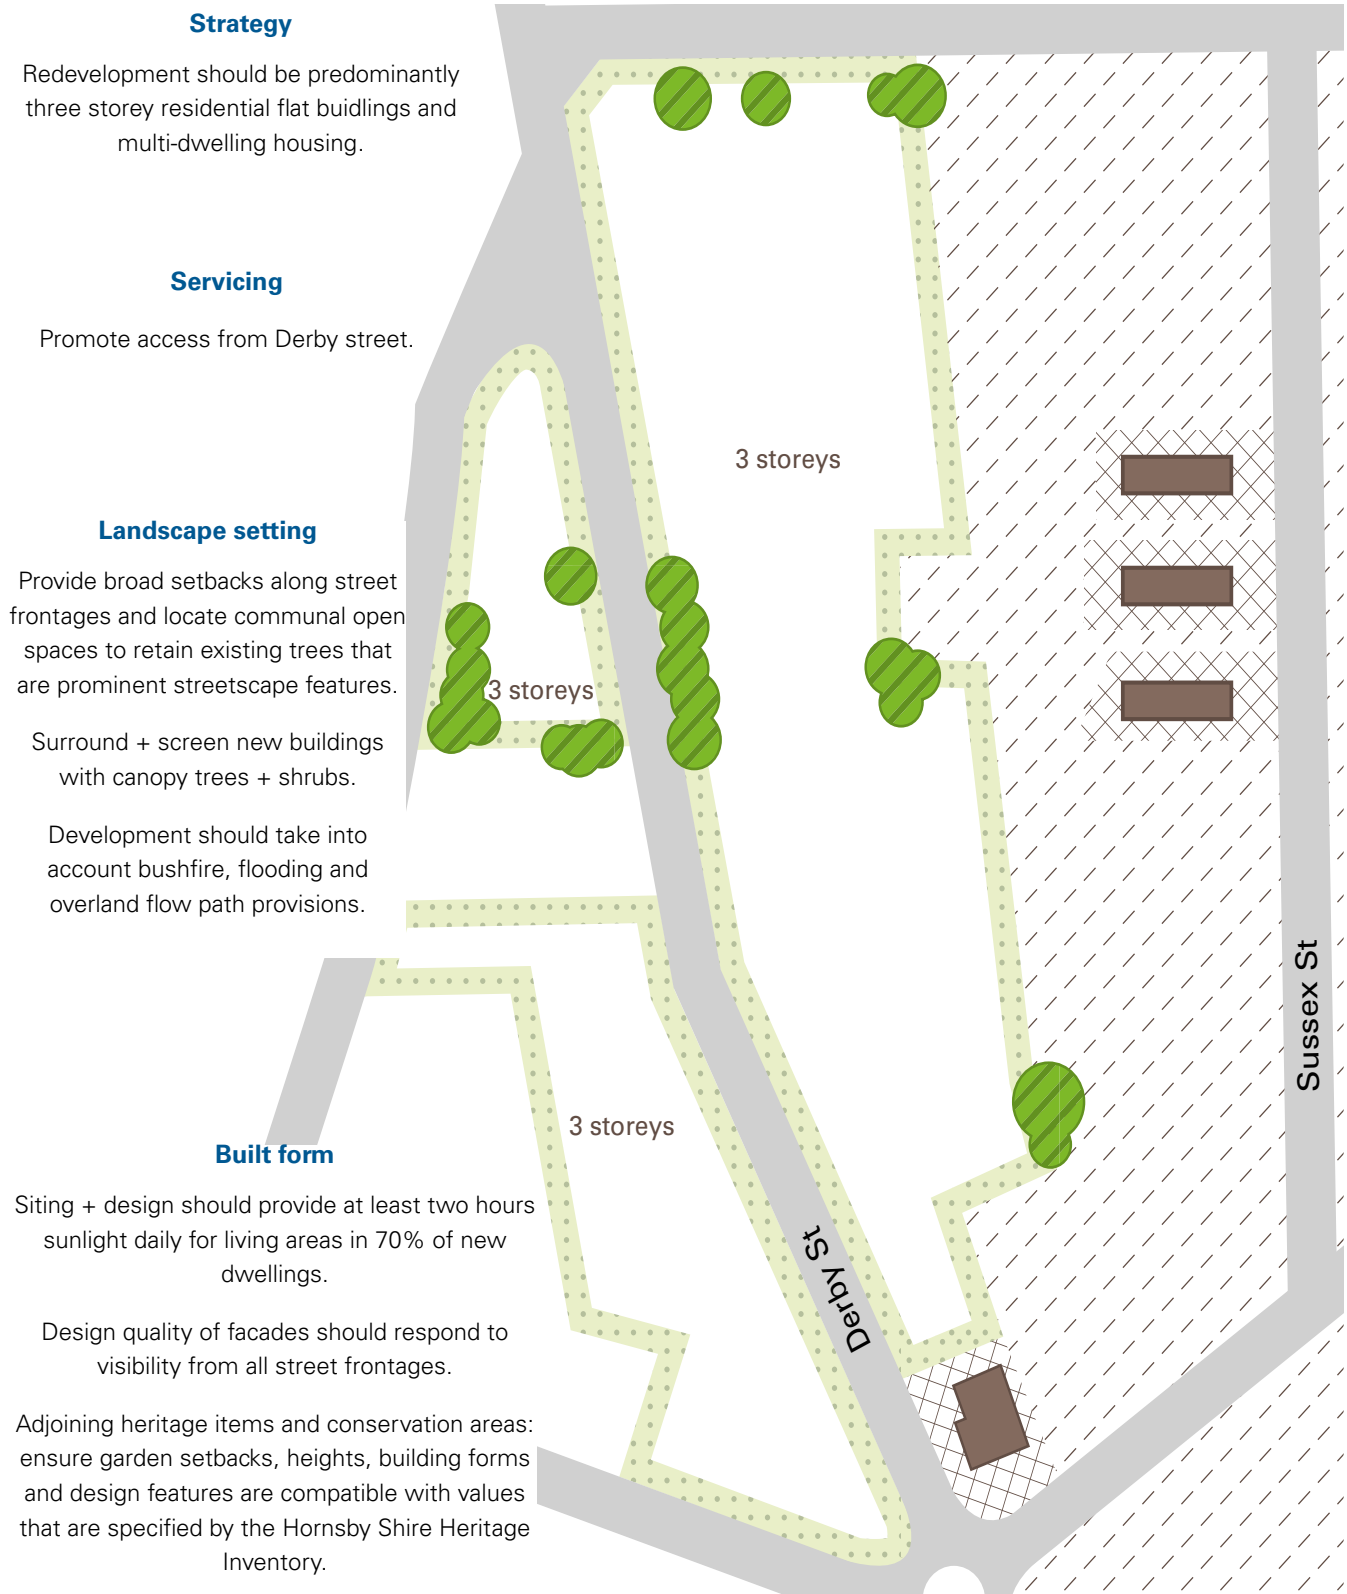 Strategy
Redevelopment should be predominantly
three storey residential flat buidlings and
multi-dwelling housing.
Servicing
Promote access from Derby street.
Landscape setting
Provide broad setbacks along street
frontages and locate communal open
spaces to retain existing trees that
are prominent streetscape features.
Surround + screen new buildings
with canopy trees + shrubs.
Development should take into
account bushfire, flooding and
overland flow path provisions.
Built form
Siting + design should provide at least two hours
sunlight daily for living areas in 70% of new
dwellings.
Design quality of facades should respond to
visibility from all street frontages.
Adjoining heritage items and conservation areas:
ensure garden setbacks, heights, building forms
and design features are compatible with values
that are specified by the Hornsby Shire Heritage
Inventory.
3 storeys
3 storeys
3 storeys
Derby St
Sussex St